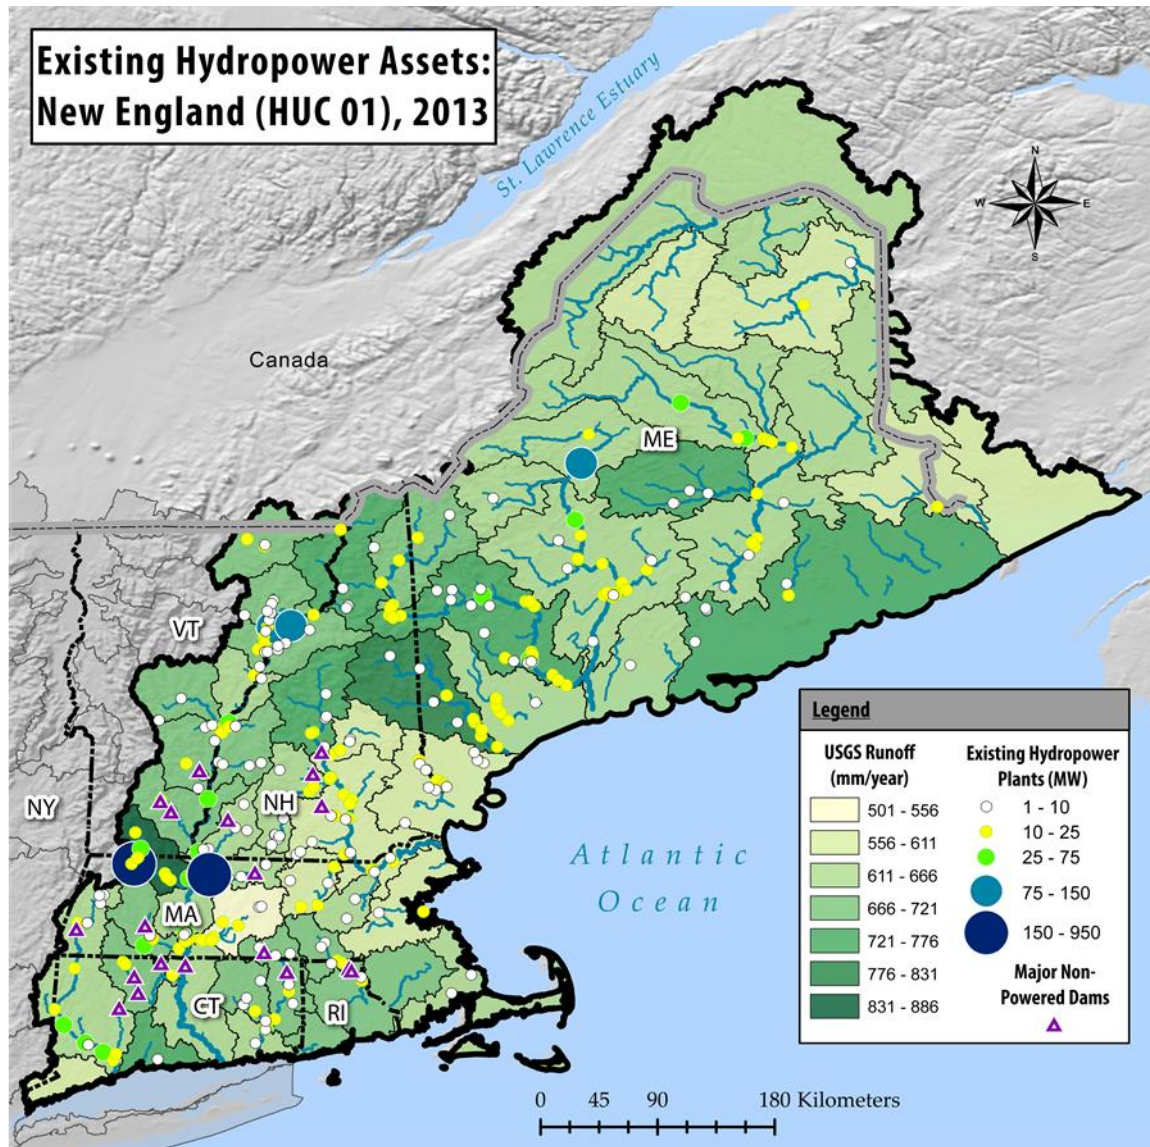 Existing Hydropower Assets:
New England (HUC 01), 2013
St. Lawrence Estuary
N
W
E
S
Canada
ME
VT
NY
NH
MA
CT
RI
Atlantic
Ocean
Legend
USGS Runoff
(mm/year)
501 - 556
556 - 611
611 - 666
666 - 721
721 - 776
776 - 831
831 - 886
Existing Hydropower
Plants (MW)
1 - 10
10 - 25
25 - 75
75 - 150
150 - 950
Major Non-
Powered Dams
0 45 90 180 Kilometers